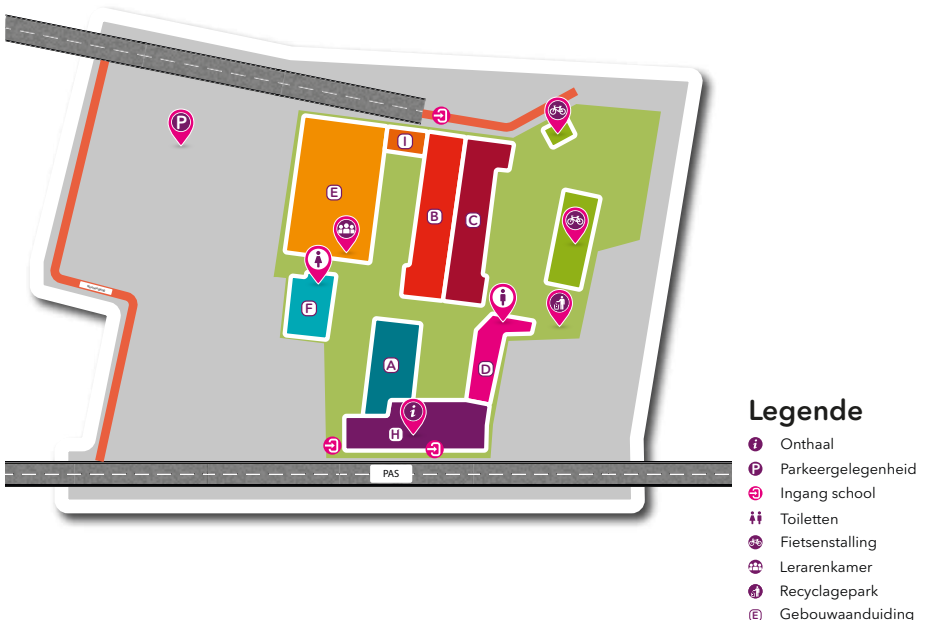 P
E
I
B
C
F
A
D
i
H
PAS
Legende
i Onthaal
P Parkeergelegenheid
Ingang school
Toiletten
Fietsenstalling
Lerarenkamer
Recyclagepark
E Gebouwaanduiding